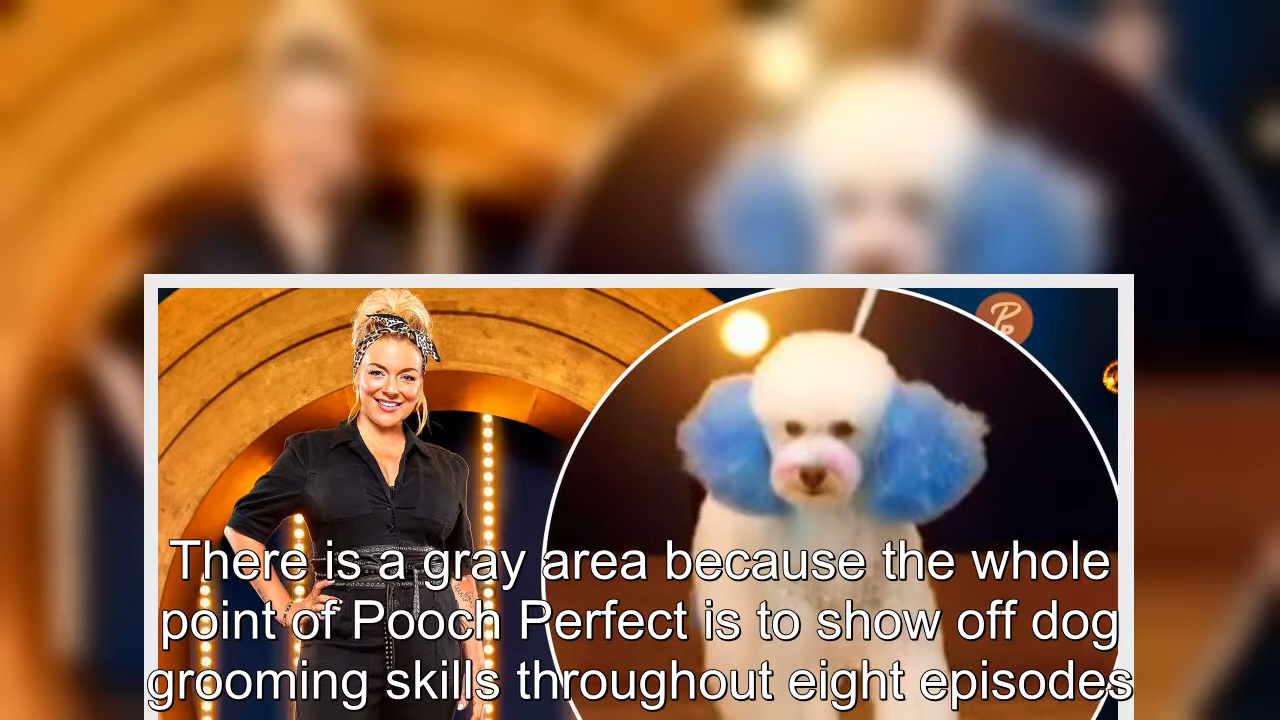 There is a gray area because the whole
point of Pooch Perfect is to show off dog
grooming skills throughout eight episodes